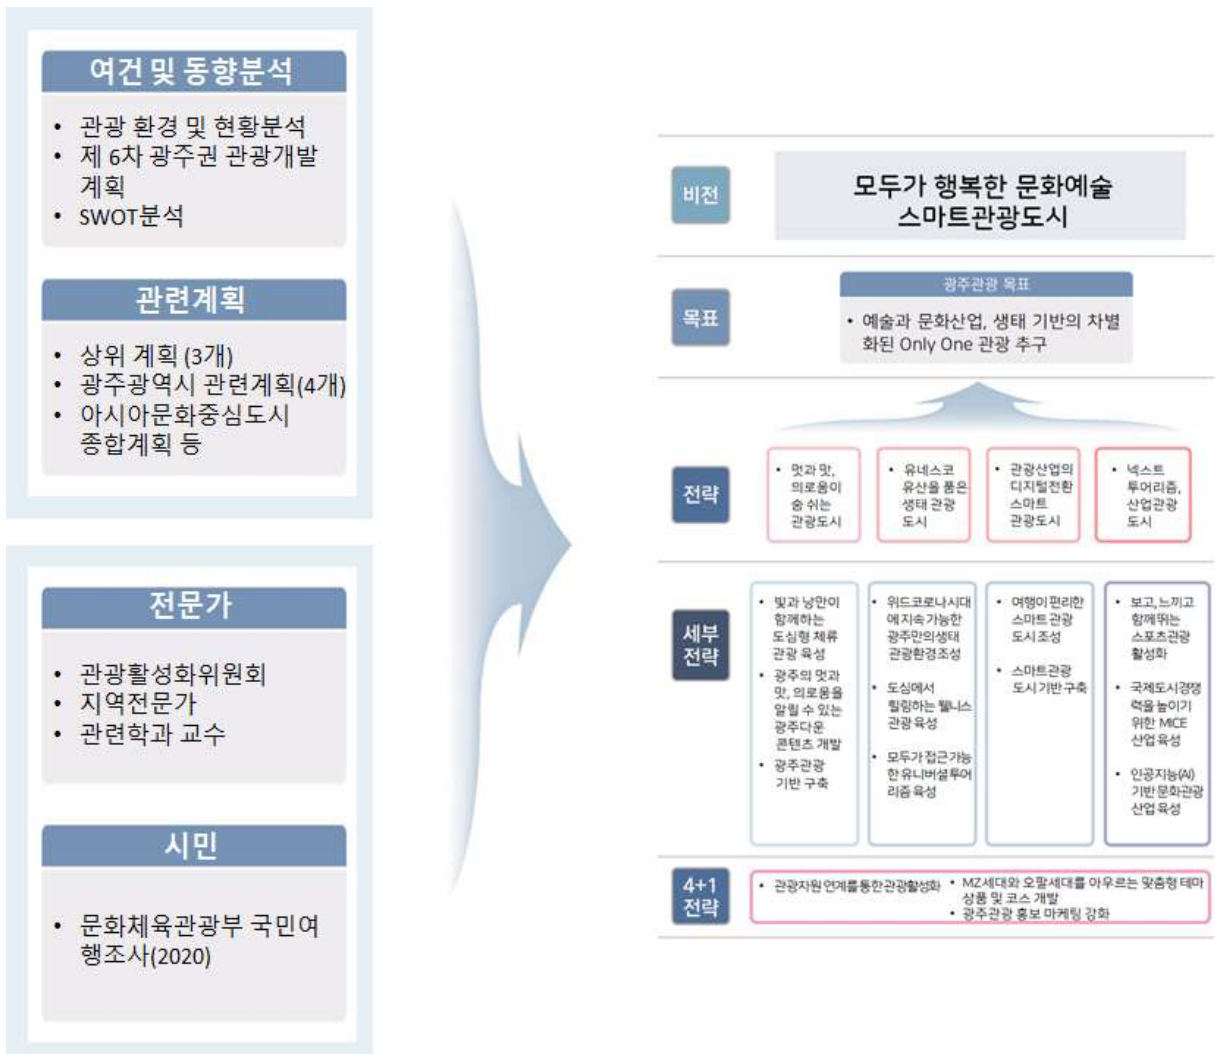 여건 및 동향분석
• 관광 환경 및 현황분석
• 제 6차 광주권 관광개발
계획
• SWOT분석
관련계획
• 상위 계획 (3개)
• 광주광역시 관련계획(4개)
• 아시아문화중심도시
종합계획 등
전문가
• 관광활성화위원회
• 지역전문가
• 관련학과 교수
시민
• 문화체육관광부 국민여
행조사(2020)
비전
모두가 행복한 문화예술
스마트관광도시
목표
광주관광 목표
• 예술과 문화산업, 생태 기반의 차별
화된 Only One 관광 추구
전략
• 멋과 맛,
의로움이
숨 쉬는
관광도시
• 유네스코
유산을 품은
생태 관광
도시
• 관광산업의
디지털전환
스마트
관광도시
• 넥스트
투어리즘,
산업관광
도시
세부
전략
• 빛과 낭만이
함께하는
도심형 체류
관광 육성
• 광주의 멋과
맛, 의로움을
알릴 수 있는
광주다운
콘텐츠 개발
• 광주관광
기반 구축
• 위드코로나시대
에 지속 가능한
광주만의생태
관광환경조성
• 도심에서
힐링하는 웰니스
관광 육성
• 모두가 접근가능
한 유니버셜투어
리즘 육성
• 여행이 편리한
스마트 관광
도시 조성
• 스마트관광
도시 기반 구축
• 보고, 느끼고
함께 뛰는
스포츠관광
활성화
• 국제도시경쟁
력을 높이기
위한 MICE
산업 육성
• 인공지능(AI)
기반 문화관광
산업 육성
4+1
전략
• 관광자원 연계를 통한 관광활성화
• MZ세대와 오팔세대를 아우르는 맞춤형 테마
상품 및 코스 개발
• 광주관광 홍보 마케팅 강화